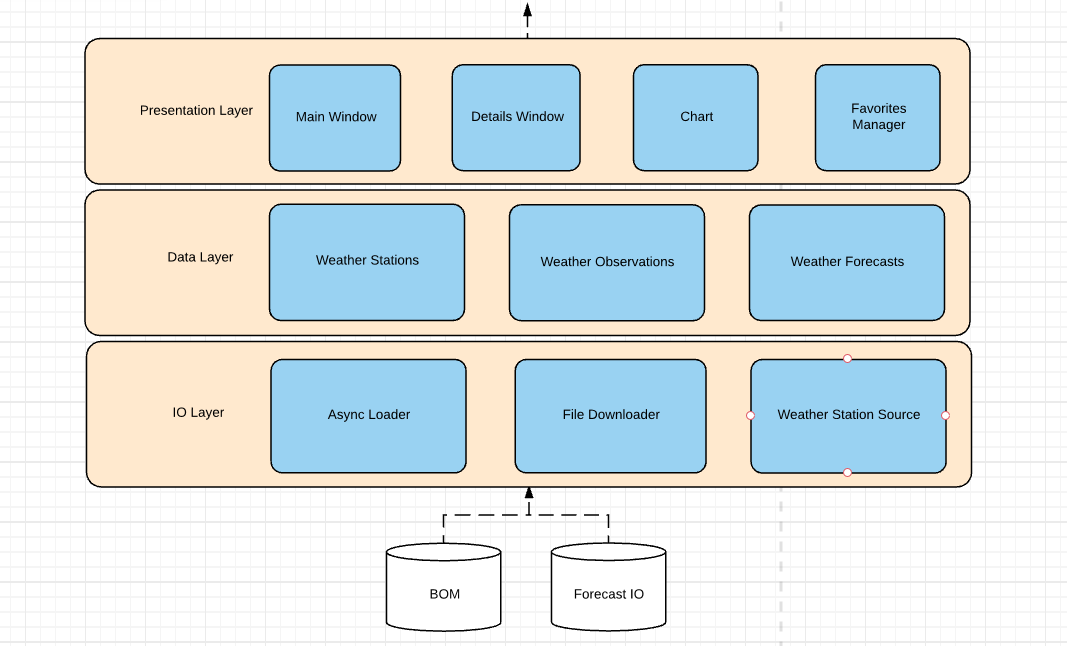 Presentation Layer
Main Window
Details Window
Chart
Favorites
Manager
Data Layer
Weather Stations
Weather Observations
Weather Forecasts
IO Layer
Async Loader
File Downloader
Weather Station Source
BOM
Forecast IO